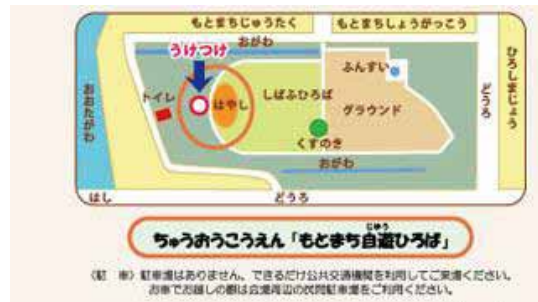 もとまちじゅうたく
もとまちしょうがっこう
おがわ
うけつけ
ふんすい
ひろしまじょう
おおたがわ
トイレ
はやし
しばふひろば
グラウンド
どうろ
くすのき
おがわ
はし
どうろ
じゆう
ちゅうおうこうえん「もとまち自遊ひろば」
〈駐　車〉駐車場はありません。できるだけ公共交通機関を利用してご来場ください。
お車でお越しの際は会場周辺の民間駐車場をご利用ください。